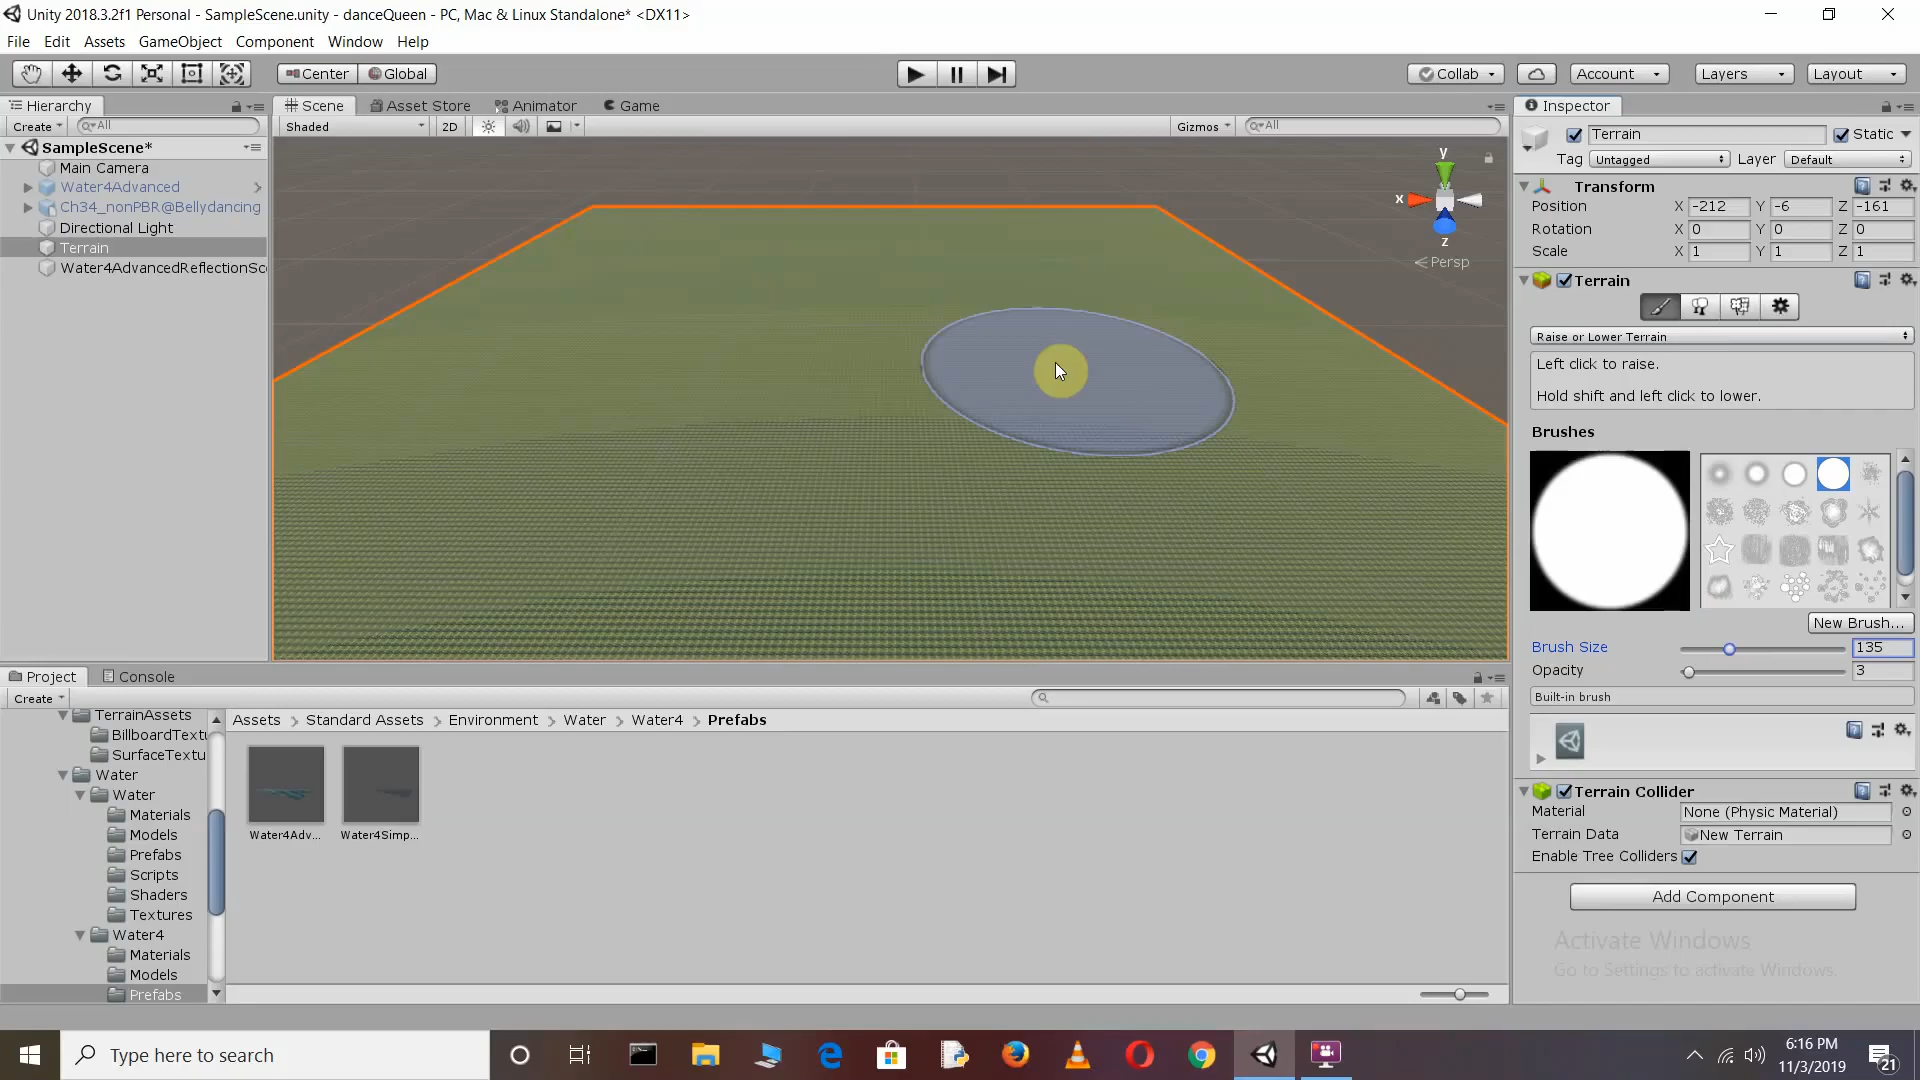 Unity 2018.3.2f1 Personal - SampleScene.unity - danceQueen - PC, Mac & Linux Standalone* <DX11>
File Edit Assets GameObject Component Window Help
Center Global Collab Account Layers Layout
Hierarchy
Create All
SampleScene*
Main Camera
Water4Advanced
Ch34_nonPBR@Bellydancing
Directional Light
Terrain
Water4AdvancedReflectionSc
Scene Asset Store Animator Game
Shaded 2D Gizmos All
y
x
z
Persp
Inspector
Terrain Static
Tag Untagged Layer Default
Transform
Position X -212 Y -6 Z -161
Rotation X 0 Y 0 Z 0
Scale X 1 Y 1 Z 1
Terrain
Raise or Lower Terrain
Left click to raise.
Hold shift and left click to lower.
Brushes
New Brush...
Brush Size 135
Opacity 3
Built-in brush
Terrain Collider
Material None (Physic Material)
Terrain Data New Terrain
Enable Tree Colliders
Add Component
Activate Windows
Go to Settings to activate Windows.
Project Console
Create
TerrainAssets
BillboardTextu
SurfaceTextu
Water
Water
Materials
Models
Prefabs
Scripts
Shaders
Textures
Water4
Materials
Models
Prefabs
Assets Standard Assets Environment Water Water4 Prefabs
Water4Adv... Water4Simp...
Type here to search
6:16 PM
11/3/2019
21